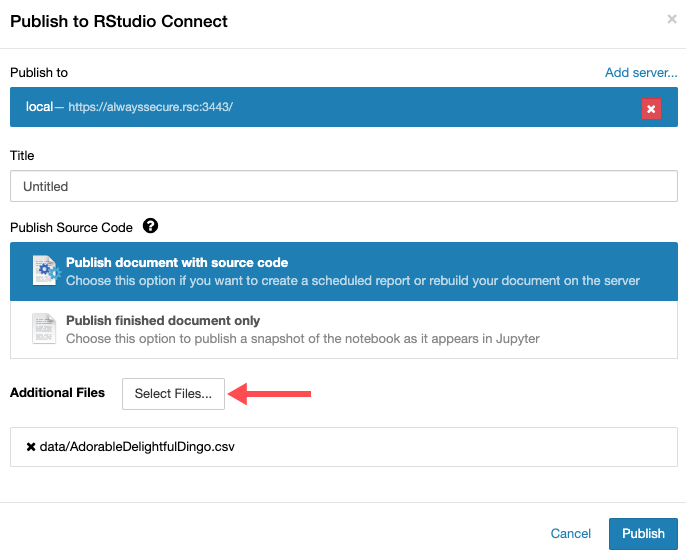 Publish to RStudio Connect
Publish to
Add server...
local— https://alwayssecure.rsc:3443/
Title
Untitled
Publish Source Code
Publish document with source code
Choose this option if you want to create a scheduled report or rebuild your document on the server
Publish finished document only
Choose this option to publish a snapshot of the notebook as it appears in Jupyter
Additional Files
Select Files...
data/AdorableDelightfulDingo.csv
Cancel
Publish